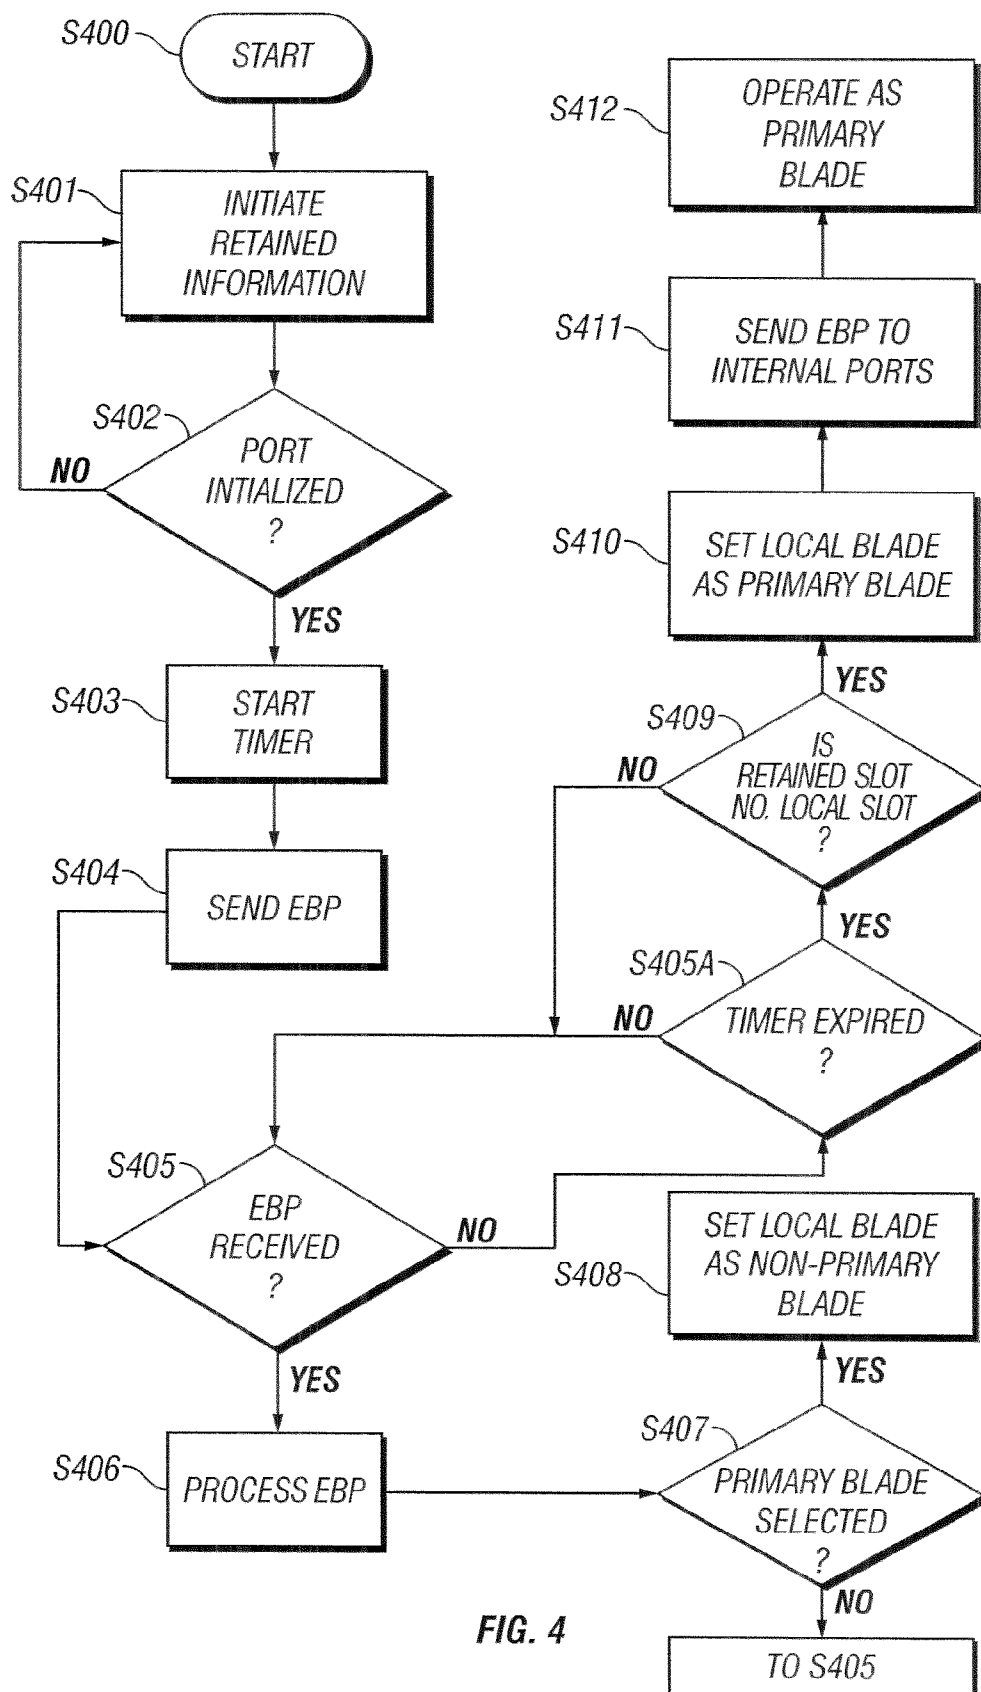 S400
START
S401
INITIATE
RETAINED
INFORMATION
S402
PORT
INTIALIZED
?
NO
YES
S403
START
TIMER
S404
SEND EBP
S405
EBP
RECEIVED
?
NO
YES
S406
PROCESS EBP
S412
OPERATE AS
PRIMARY
BLADE
S411
SEND EBP TO
INTERNAL PORTS
S410
SET LOCAL BLADE
AS PRIMARY BLADE
YES
S409
IS
RETAINED SLOT
NO. LOCAL SLOT
?
NO
YES
S405A
TIMER EXPIRED
?
NO
S408
SET LOCAL BLADE
AS NON-PRIMARY
BLADE
YES
S407
PRIMARY BLADE
SELECTED
?
NO
TO S405
FIG. 4